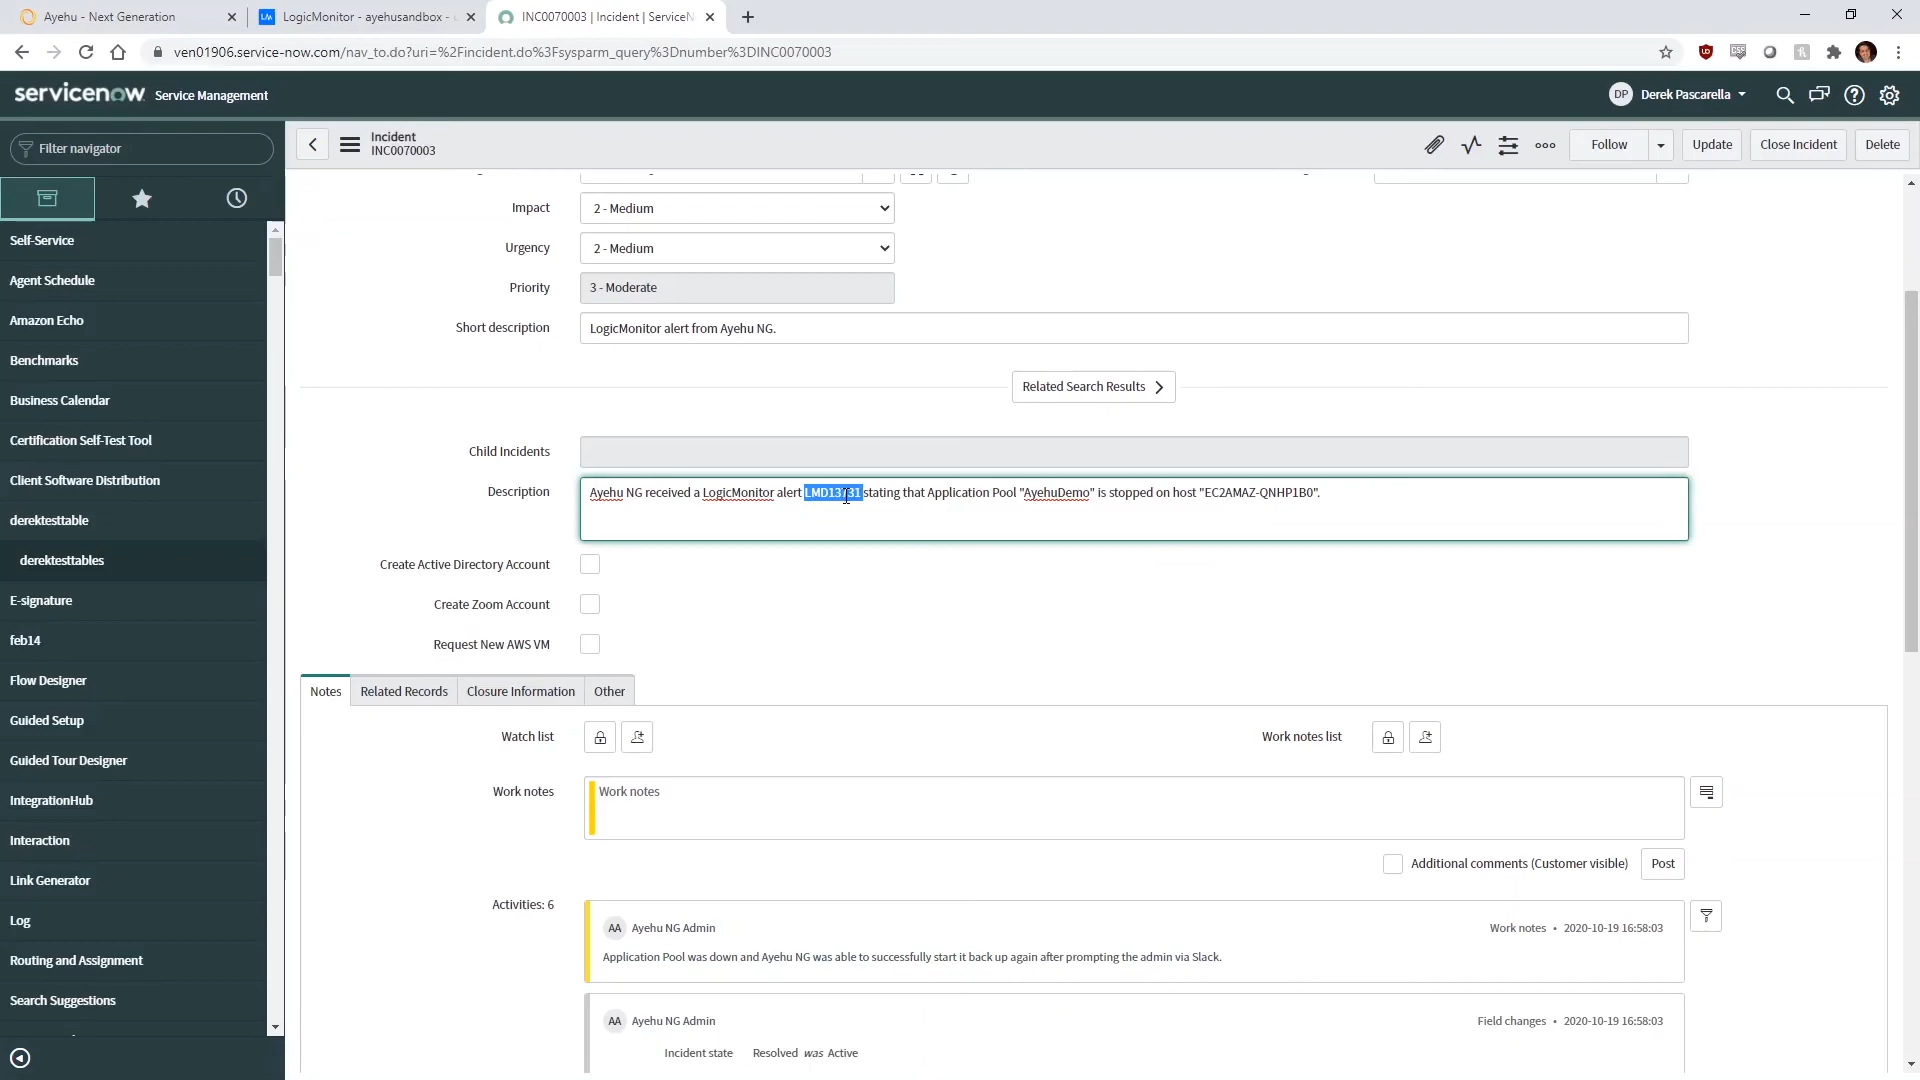 Ayehu - Next Generation
LogicMonitor - ayehusandbox -
INC0070003 | Incident | ServiceN
ven01906.service-now.com/nav_to.do?uri=%2Fincident.do%3Fsysparm_query%3Dnumber%3DINC0070003
servicenow Service Management
DP Derek Pascarella
Filter navigator
Incident
INC0070003
Follow
Update
Close Incident
Delete
Self-Service
Agent Schedule
Amazon Echo
Benchmarks
Business Calendar
Certification Self-Test Tool
Client Software Distribution
derektesttable
derektesttables
E-signature
feb14
Flow Designer
Guided Setup
Guided Tour Designer
IntegrationHub
Interaction
Link Generator
Log
Routing and Assignment
Search Suggestions
Impact 2 - Medium
Urgency 2 - Medium
Priority 3 - Moderate
Short description LogicMonitor alert from Ayehu NG.
Related Search Results
Child Incidents
Description Ayehu NG received a LogicMonitor alert stating that Application Pool "AyehuDemo" is stopped on host "EC2AMAZ-QNHP1B0".
Create Active Directory Account
Create Zoom Account
Request New AWS VM
Notes Related Records Closure Information Other
Watch list Work notes list
Work notes Work notes
Additional comments (Customer visible) Post
Activities: 6
AA Ayehu NG Admin Work notes • 2020-10-19 16:58:03
Application Pool was down and Ayehu NG was able to successfully start it back up again after prompting the admin via Slack.
AA Ayehu NG Admin Field changes • 2020-10-19 16:58:03
Incident state Resolved was Active